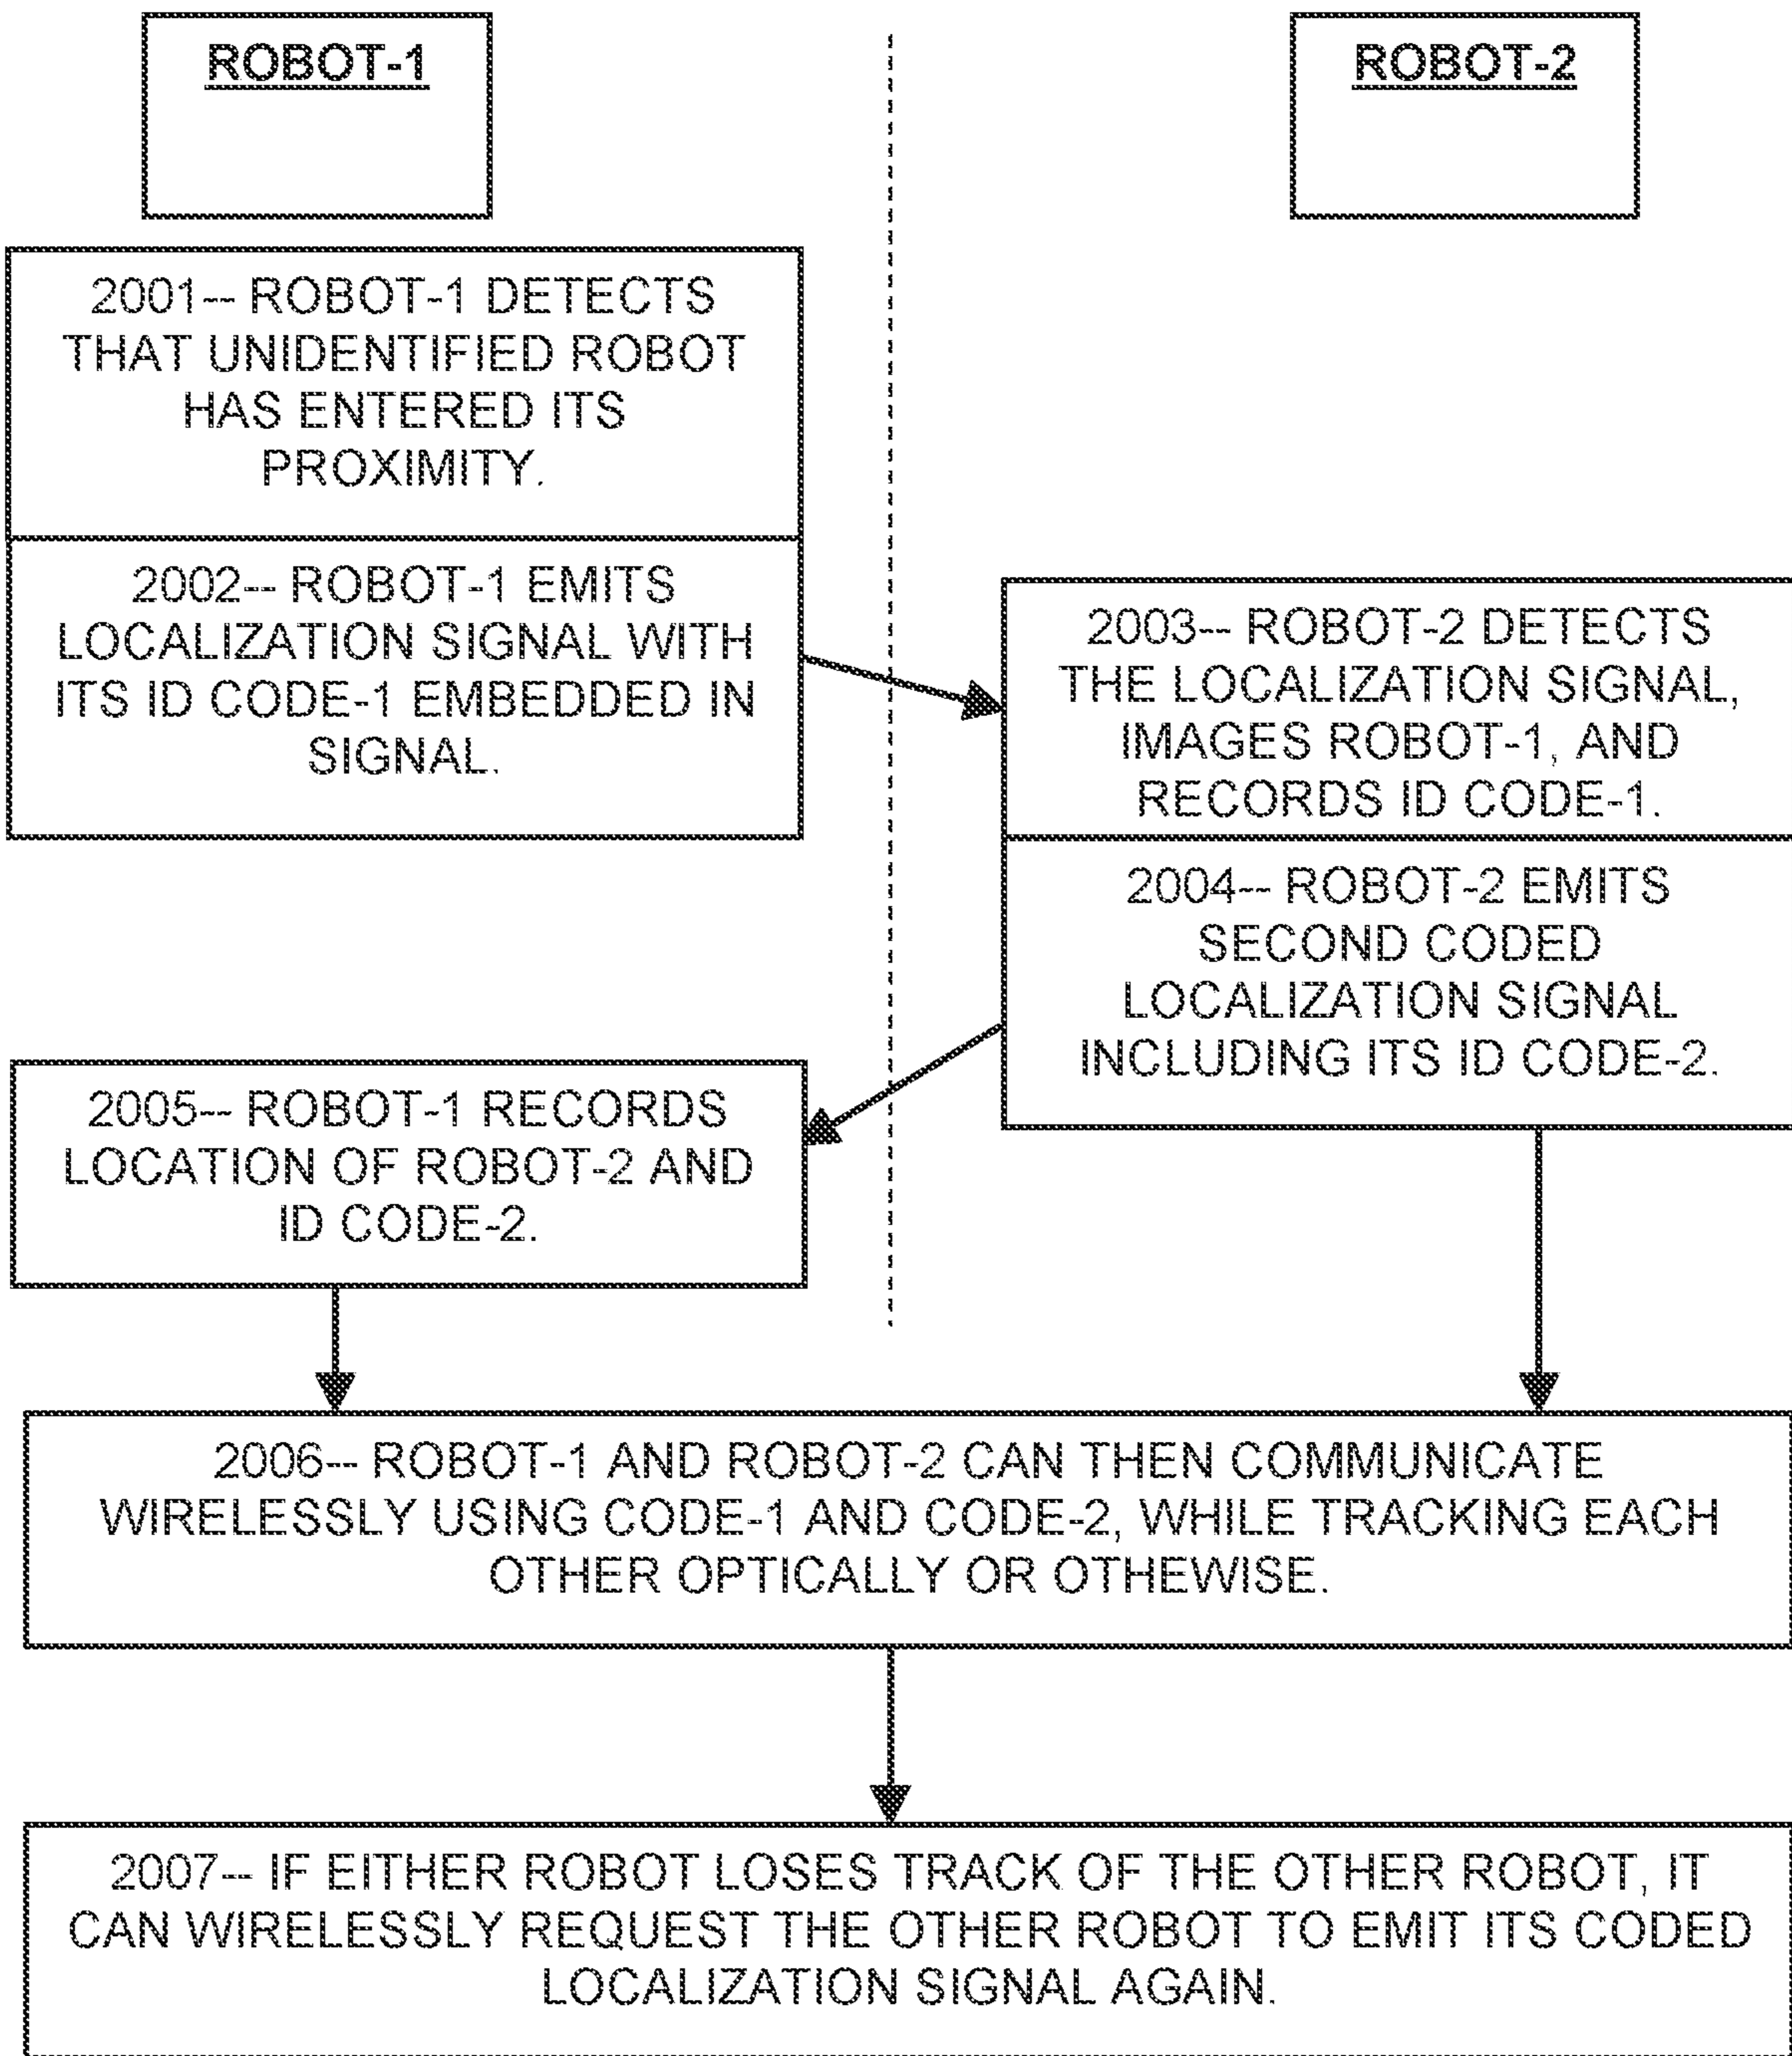 ROBOT-1
ROBOT-2
2001-- ROBOT-1 DETECTS
THAT UNIDENTIFIED ROBOT
HAS ENTERED ITS
PROXIMITY.
2002-- ROBOT-1 EMITS
LOCALIZATION SIGNAL WITH
ITS ID CODE-1 EMBEDDED IN
SIGNAL.
2003-- ROBOT-2 DETECTS
THE LOCALIZATION SIGNAL,
IMAGES ROBOT-1, AND
RECORDS ID CODE-1.
2004-- ROBOT-2 EMITS
SECOND CODED
LOCALIZATION SIGNAL
INCLUDING ITS ID CODE-2.
2005-- ROBOT-1 RECORDS
LOCATION OF ROBOT-2 AND
ID CODE-2.
2006-- ROBOT-1 AND ROBOT-2 CAN THEN COMMUNICATE
WIRELESSLY USING CODE-1 AND CODE-2, WHILE TRACKING EACH
OTHER OPTICALLY OR OTHEWISE.
2007-- IF EITHER ROBOT LOSES TRACK OF THE OTHER ROBOT, IT
CAN WIRELESSLY REQUEST THE OTHER ROBOT TO EMIT ITS CODED
LOCALIZATION SIGNAL AGAIN.